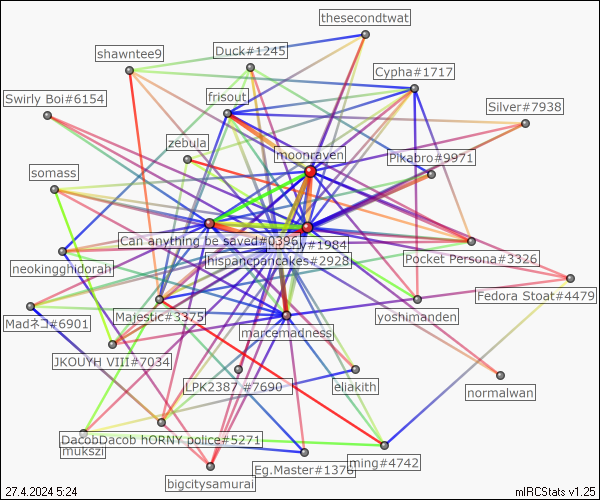 thesecondtwat
shawntee9
Duck#1245
Cypha#1717
Swirly Boi#6154
frisout
Silver#7938
zebula
moonraven
Pikabro#9971
somass
Can anything be saved#0396
#1984
Pocket Persona#3326
hispancpancakes#2928
neokingghidorah
Fedora Stoat#4479
Madネコ#6901
Majestic#3375
yoshimanden
marcemadness
JKOUYH VIII#7034
LPK2387 #7690
eliakith
normalwan
DacobDacob hORNY police#5271
mukszi
ming#4742
Eg.Master#1376
bigcitysamurai
27.4.2024 5:24
mIRCStats v1.25